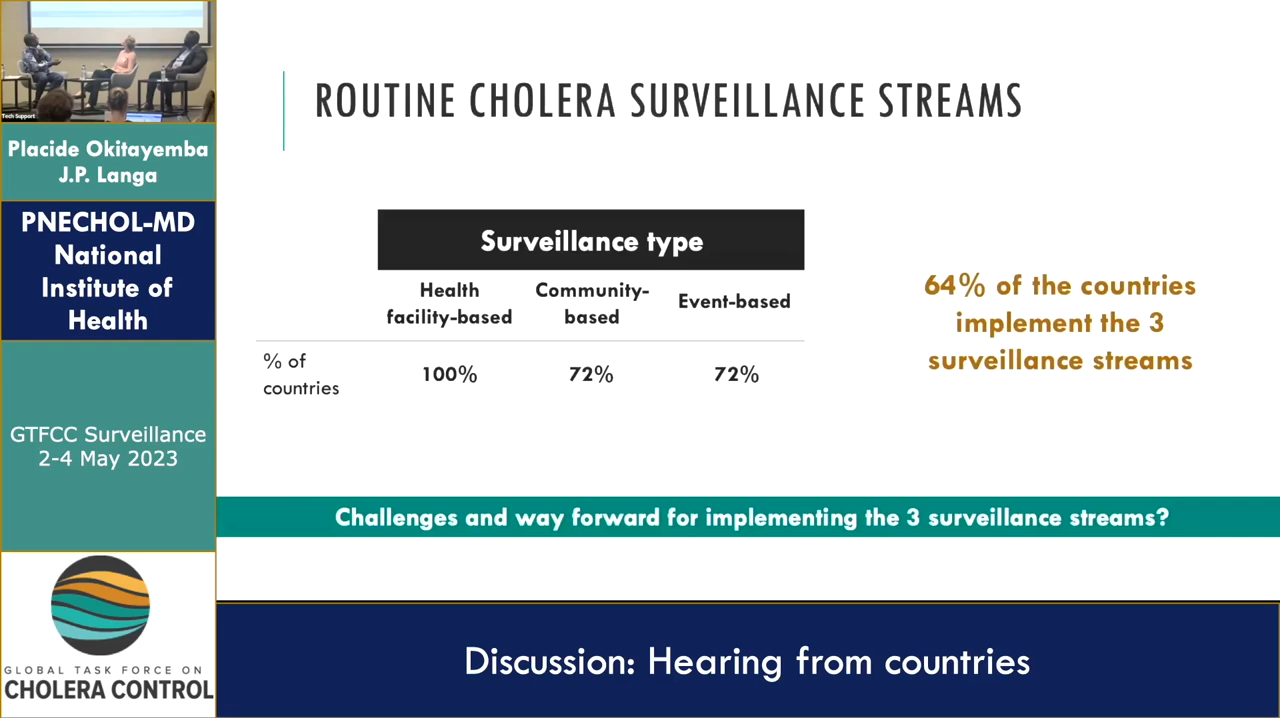 Tech Support
Placide Okitayemba
J.P. Langa
PNECHOL-MD
National
Institute of
Health
GTFCC Surveillance
2-4 May 2023
GLOBAL TASK FORCE ON
CHOLERA CONTROL
ROUTINE CHOLERA SURVEILLANCE STREAMS
Surveillance type
Health
facility-based
Community-
based
Event-based
% of
countries
100%
72%
72%
64% of the countries
implement the 3
surveillance streams
Challenges and way forward for implementing the 3 surveillance streams?
Discussion: Hearing from countries